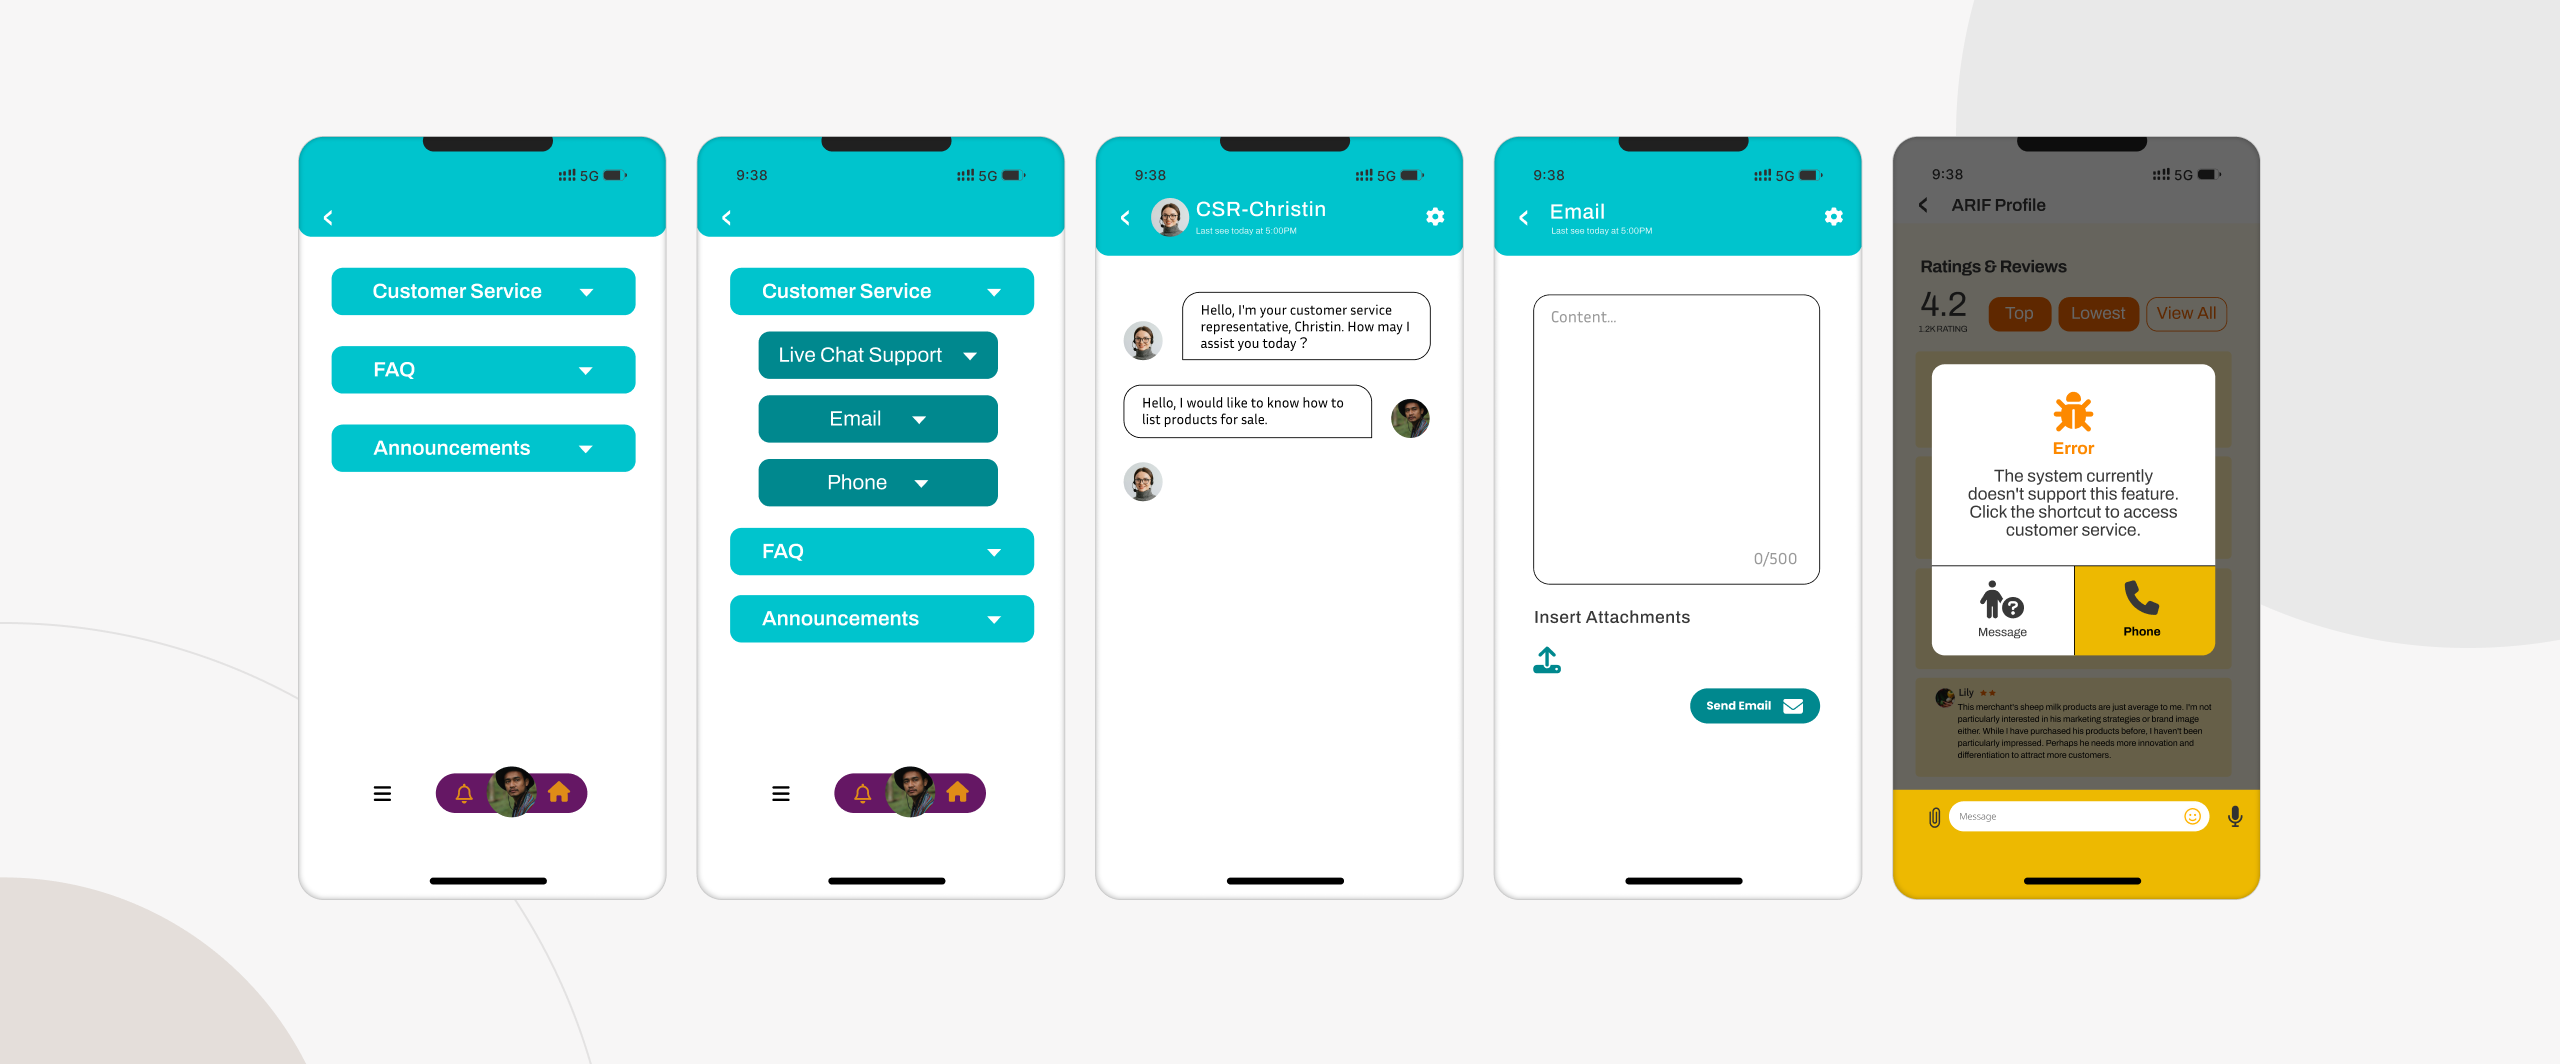 5G
Customer Service
FAQ
Announcements
9:38
5G
Customer Service
Live Chat Support
Email
Phone
FAQ
Announcements
9:38
5G
CSR-Christin
Last see today at 5:00PM
Hello, I'm your customer service
representative, Christin. How may I
assist you today ?
Hello, I would like to know how to
list products for sale.
9:38
5G
Email
Last see today at 5:00PM
Content...
0/500
Insert Attachments
Send Email
9:38
5G
ARIF Profile
Ratings & Reviews
4.2
1.2K RATING
Top
Lowest
View All
Error
The system currently
doesn't support this feature.
Click the shortcut to access
customer service.
Message
Phone
Lily
This merchant's sheep milk products are just average to me. I'm not
particularly interested in his marketing strategies or brand image
either. While I have purchased his products before, I haven't been
particularly impressed. Perhaps he needs more innovation and
differentiation to attract more customers.
Message